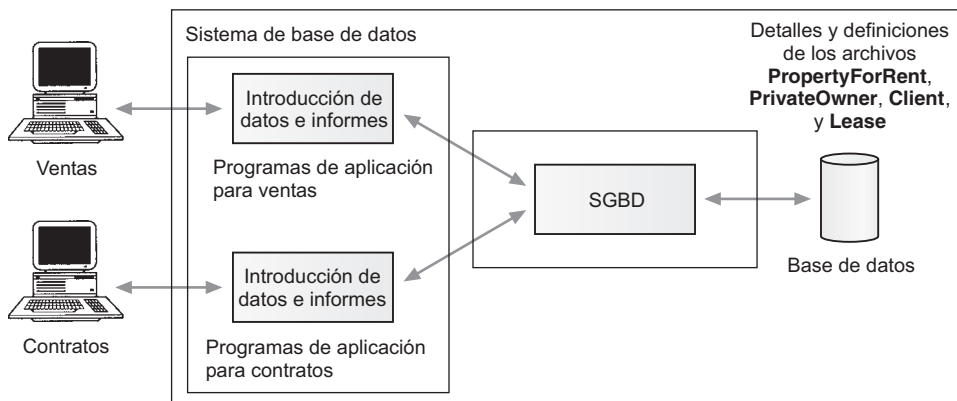 Sistema de base de datos
Detalles y definiciones
de los archivos
PropertyForRent,
PrivateOwner, Client,
y Lease
Introducción de
datos e informes
Ventas
Programas de aplicación
para ventas
SGBD
Base de datos
Introducción de
datos e informes
Contratos
Programas de aplicación
para contratos